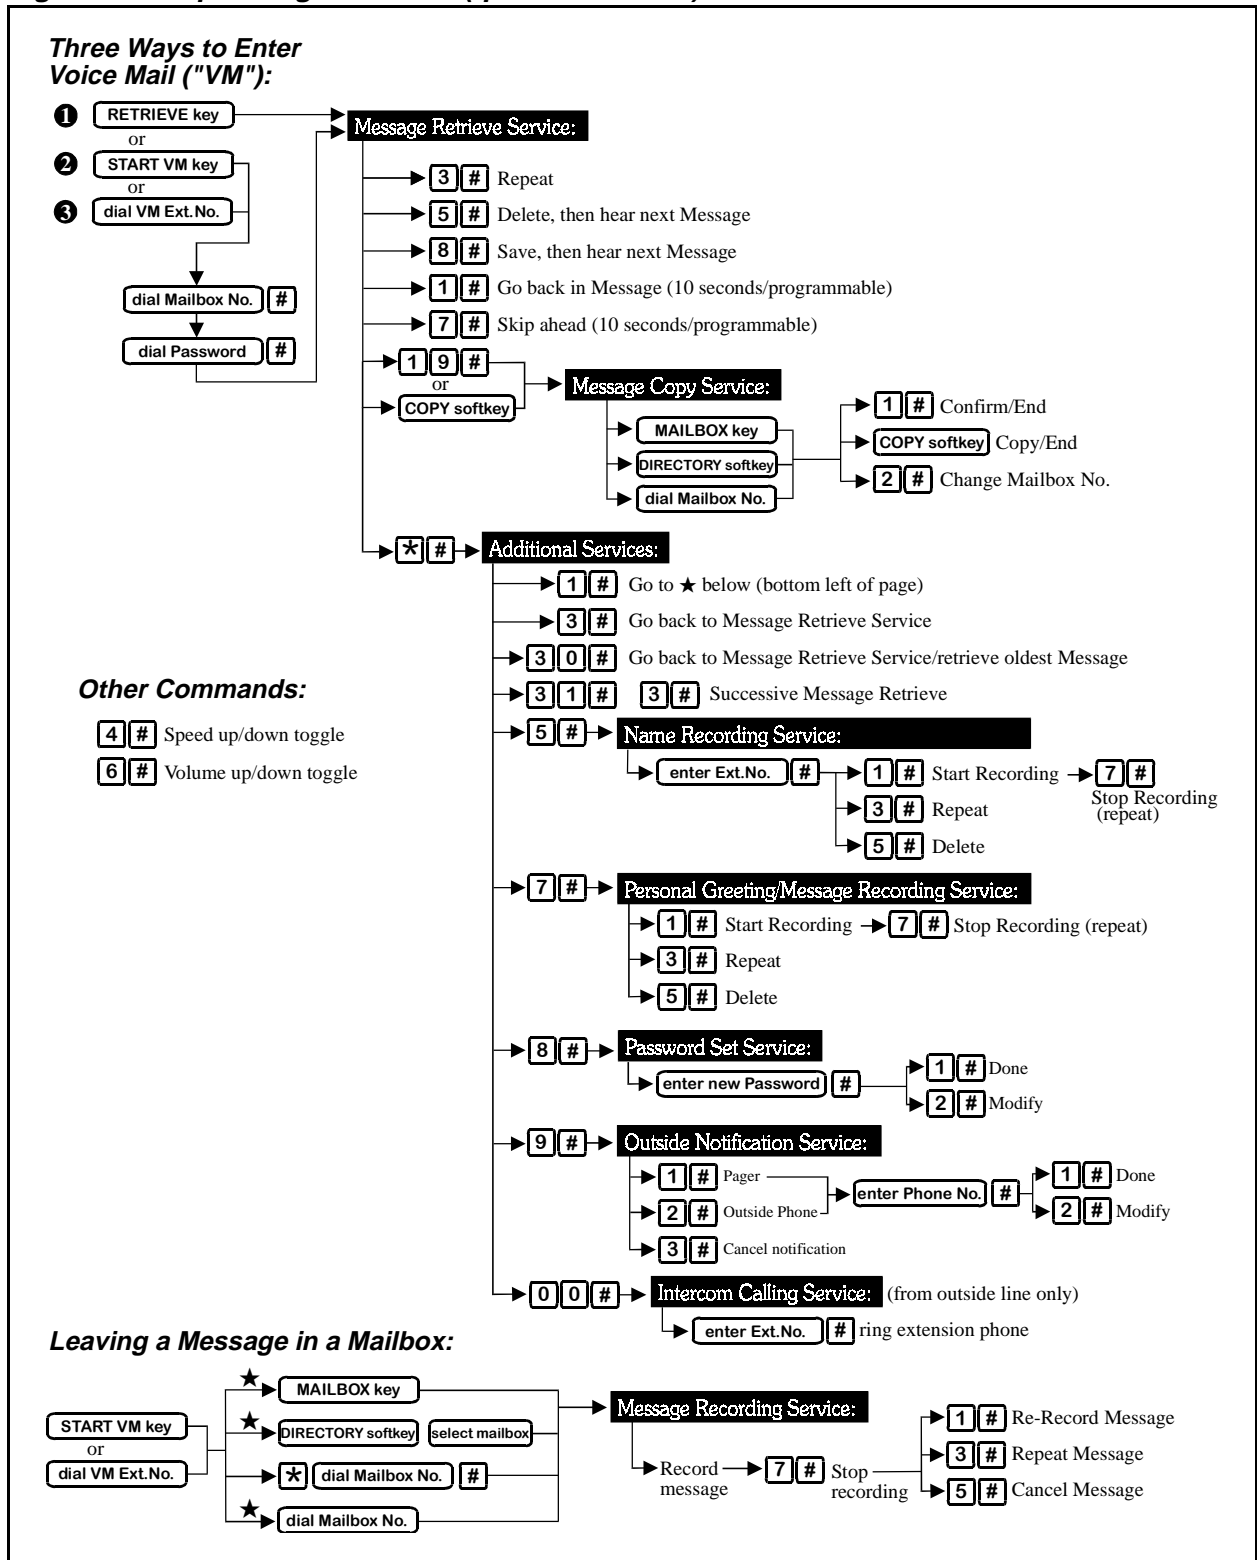 Three Ways to Enter
Voice Mail ("VM"):
1 RETRIEVE key
or
2 START VM key
or
3 dial VM Ext.No.
dial Mailbox No. #
dial Password #
Message Retrieve Service:
3 # Repeat
5 # Delete, then hear next Message
8 # Save, then hear next Message
1 # Go back in Message (10 seconds/programmable)
7 # Skip ahead (10 seconds/programmable)
1 9 #
or
COPY softkey
Message Copy Service:
MAILBOX key
DIRECTORY softkey
dial Mailbox No.
1 # Confirm/End
COPY softkey Copy/End
2 # Change Mailbox No.
* # Additional Services:
1 # Go to ★ below (bottom left of page)
3 # Go back to Message Retrieve Service
3 0 # Go back to Message Retrieve Service/retrieve oldest Message
3 1 # 3 # Successive Message Retrieve
Other Commands:
4 # Speed up/down toggle
6 # Volume up/down toggle
5 # Name Recording Service:
enter Ext.No. # 1 # Start Recording 7 #
Stop Recording
(repeat)
3 # Repeat
5 # Delete
7 # Personal Greeting/Message Recording Service:
1 # Start Recording 7 # Stop Recording (repeat)
3 # Repeat
5 # Delete
8 # Password Set Service:
enter new Password #
1 # Done
2 # Modify
9 # Outside Notification Service:
1 # Pager
2 # Outside Phone
3 # Cancel notification
enter Phone No. #
1 # Done
2 # Modify
0 0 # Intercom Calling Service: (from outside line only)
enter Ext.No. # ring extension phone
Leaving a Message in a Mailbox:
START VM key
or
dial VM Ext.No.
★ MAILBOX key
★ DIRECTORY softkey select mailbox
* dial Mailbox No. #
★ dial Mailbox No.
Message Recording Service:
Record
message
7 # Stop
recording
1 # Re-Record Message
3 # Repeat Message
5 # Cancel Message